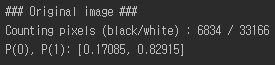 ### Original image ###
Counting pixels (black/white) : 6834 / 33166
P(0), P(1): [0.17085, 0.82915]